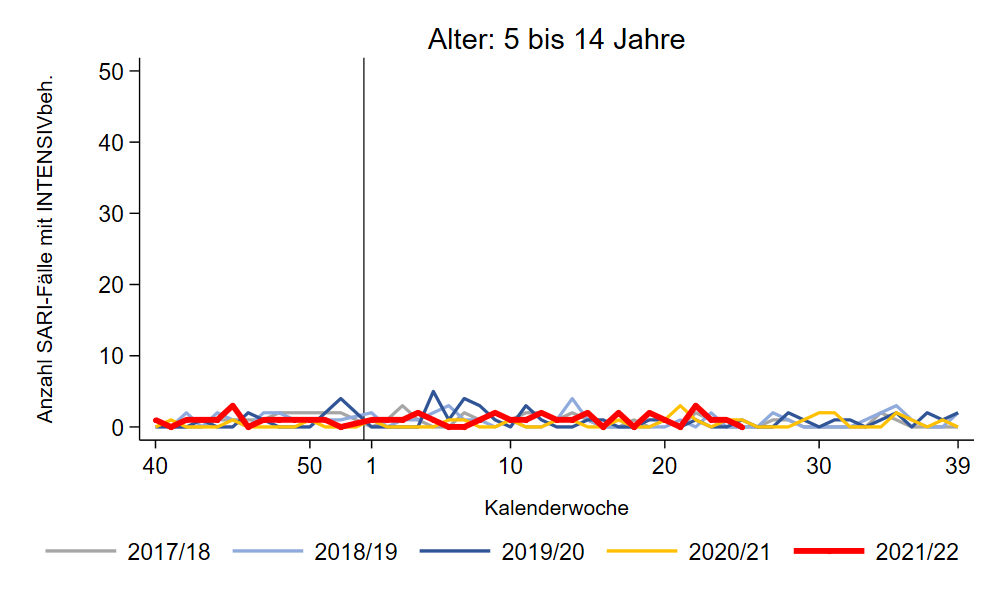 Alter: 5 bis 14 Jahre
Anzahl SARI-Fälle mit INTENSIVbeh.
50
40
30
20
10
0
40 50 1 10 20 30 39
Kalenderwoche
2017/18 2018/19 2019/20 2020/21 2021/22